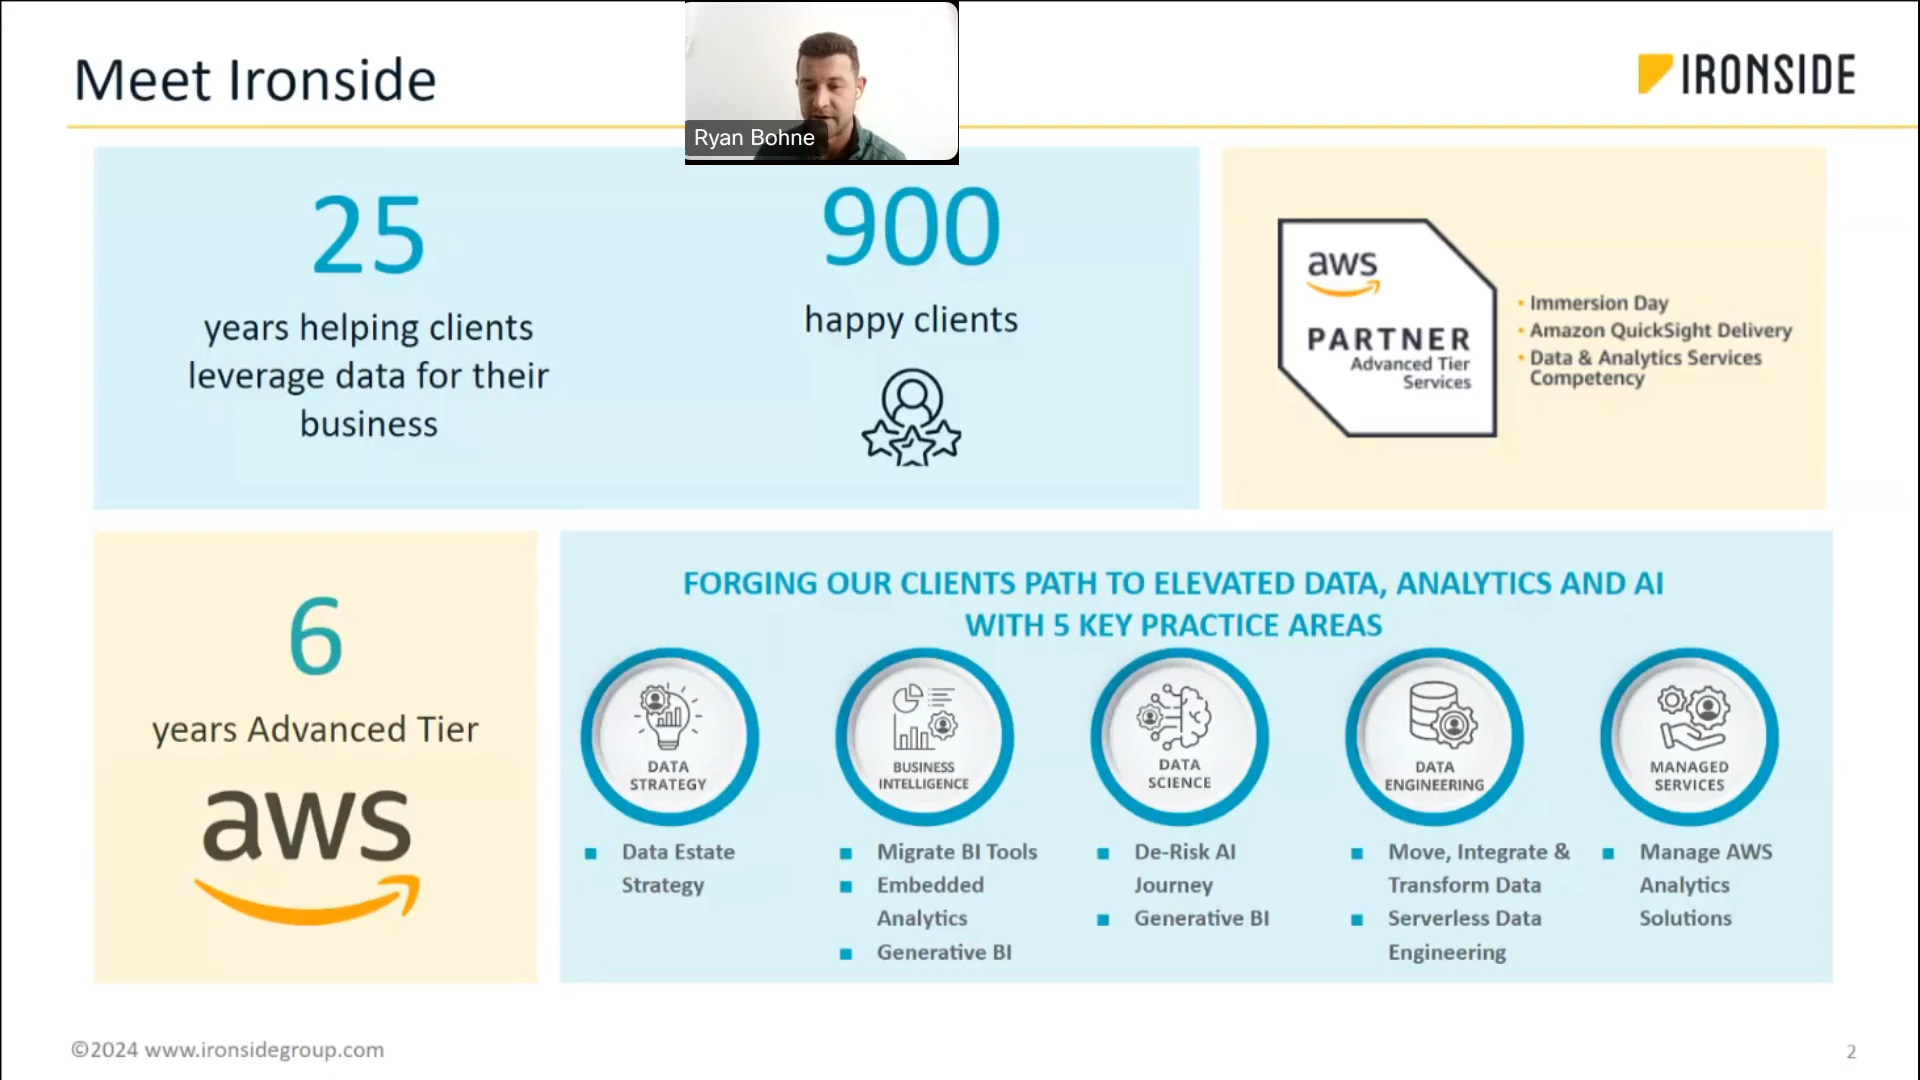 Meet Ironside
Ryan Bohne
IRONSIDE
25
years helping clients
leverage data for their
business
900
happy clients
aws
PARTNER
Advanced Tier
Services
• Immersion Day
• Amazon QuickSight Delivery
• Data & Analytics Services
Competency
6
years Advanced Tier
aws
FORGING OUR CLIENTS PATH TO ELEVATED DATA, ANALYTICS AND AI
WITH 5 KEY PRACTICE AREAS
DATA
STRATEGY
■ Data Estate
Strategy
BUSINESS
INTELLIGENCE
■ Migrate BI Tools
■ Embedded
Analytics
■ Generative BI
DATA
SCIENCE
■ De-Risk AI
Journey
■ Generative BI
DATA
ENGINEERING
■ Move, Integrate &
Transform Data
■ Serverless Data
Engineering
MANAGED
SERVICES
■ Manage AWS
Analytics
Solutions
©2024 www.ironsidegroup.com
2